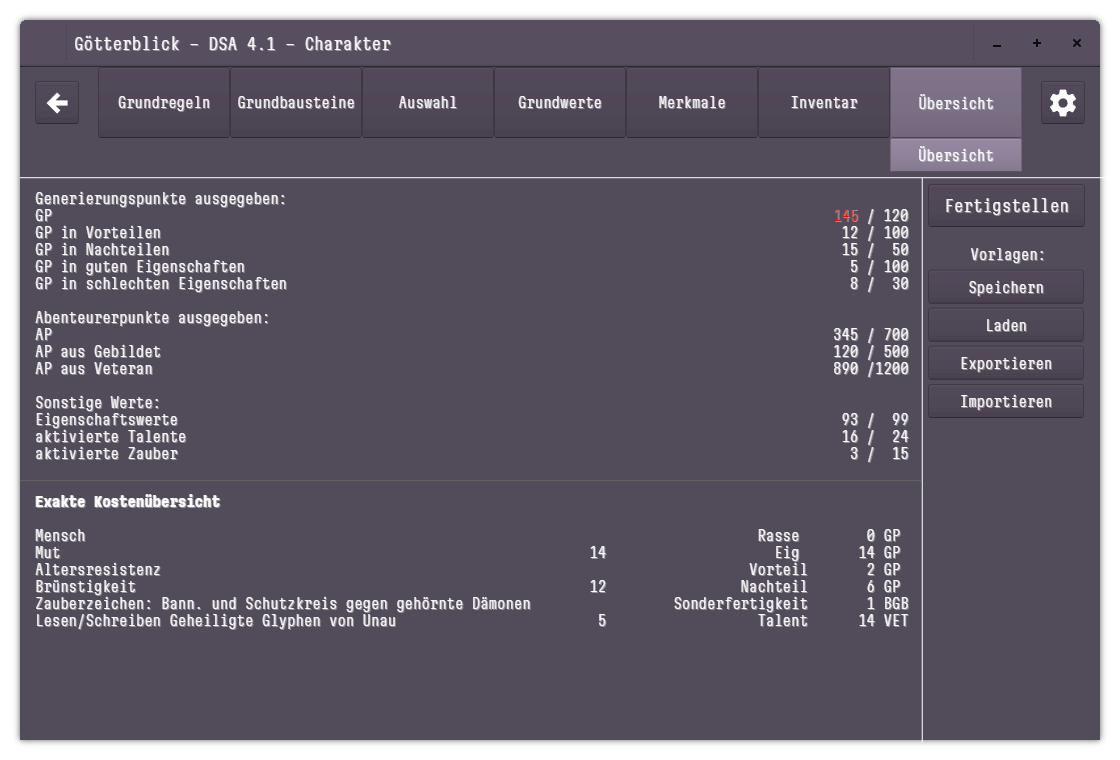 Götterblick – DSA 4.1 – Charakter
Grundregeln Grundbausteine Auswahl Grundwerte Merkmale Inventar Übersicht
Übersicht
Generierungspunkte ausgegeben:
GP 145 / 120
GP in Vorteilen 12 / 100
GP in Nachteilen 15 / 50
GP in guten Eigenschaften 5 / 100
GP in schlechten Eigenschaften 8 / 30
Abenteurerpunkte ausgegeben:
AP 345 / 700
AP aus Gebildet 120 / 500
AP aus Veteran 890 /1200
Sonstige Werte:
Eigenschaftswerte 93 / 99
aktivierte Talente 16 / 24
aktivierte Zauber 3 / 15
Exakte Kostenübersicht
Mensch Rasse 0 GP
Mut 14 Eig 14 GP
Altersresistenz Vorteil 2 GP
Brünstigkeit 12 Nachteil 6 GP
Zauberzeichen: Bann. und Schutzkreis gegen gehörnte Dämonen Sonderfertigkeit 1 BGB
Lesen/Schreiben Geheiligte Glyphen von Unau 5 Talent 14 VET
Fertigstellen
Vorlagen:
Speichern
Laden
Exportieren
Importieren